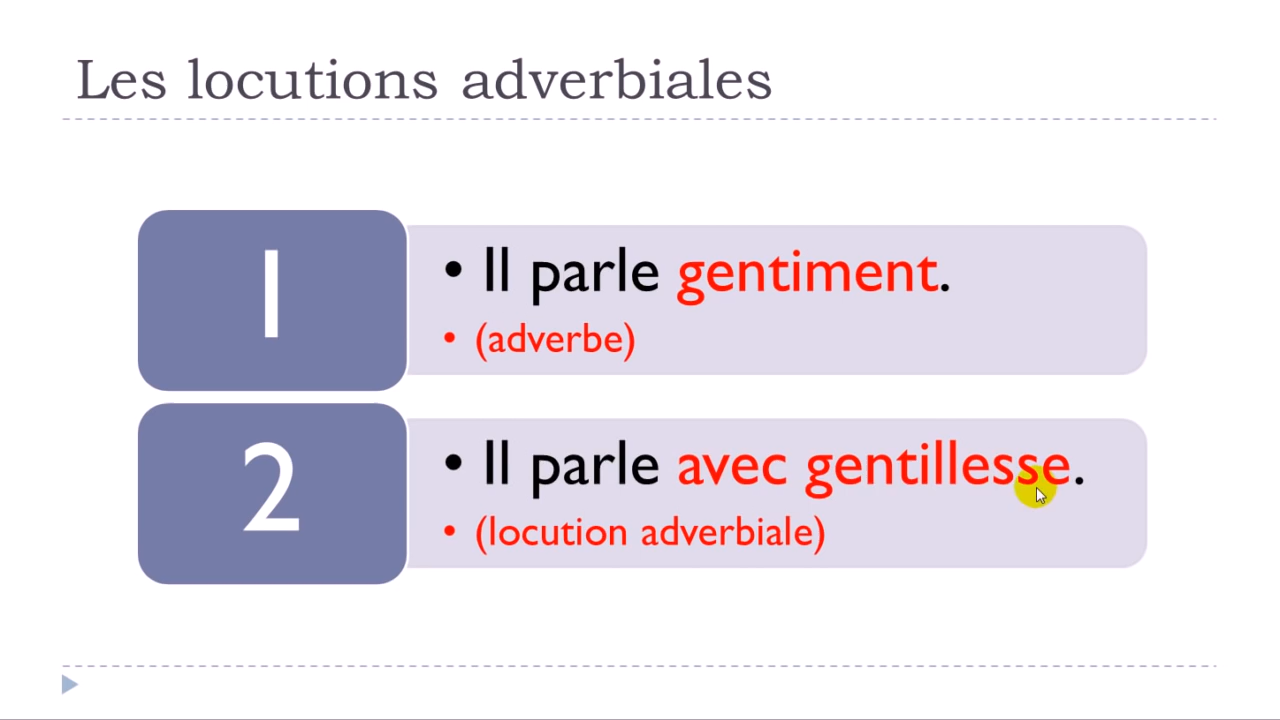 Les locutions adverbiales
1
• Il parle gentiment.
• (adverbe)
2
• Il parle avec gentillesse.
• (locution adverbiale)